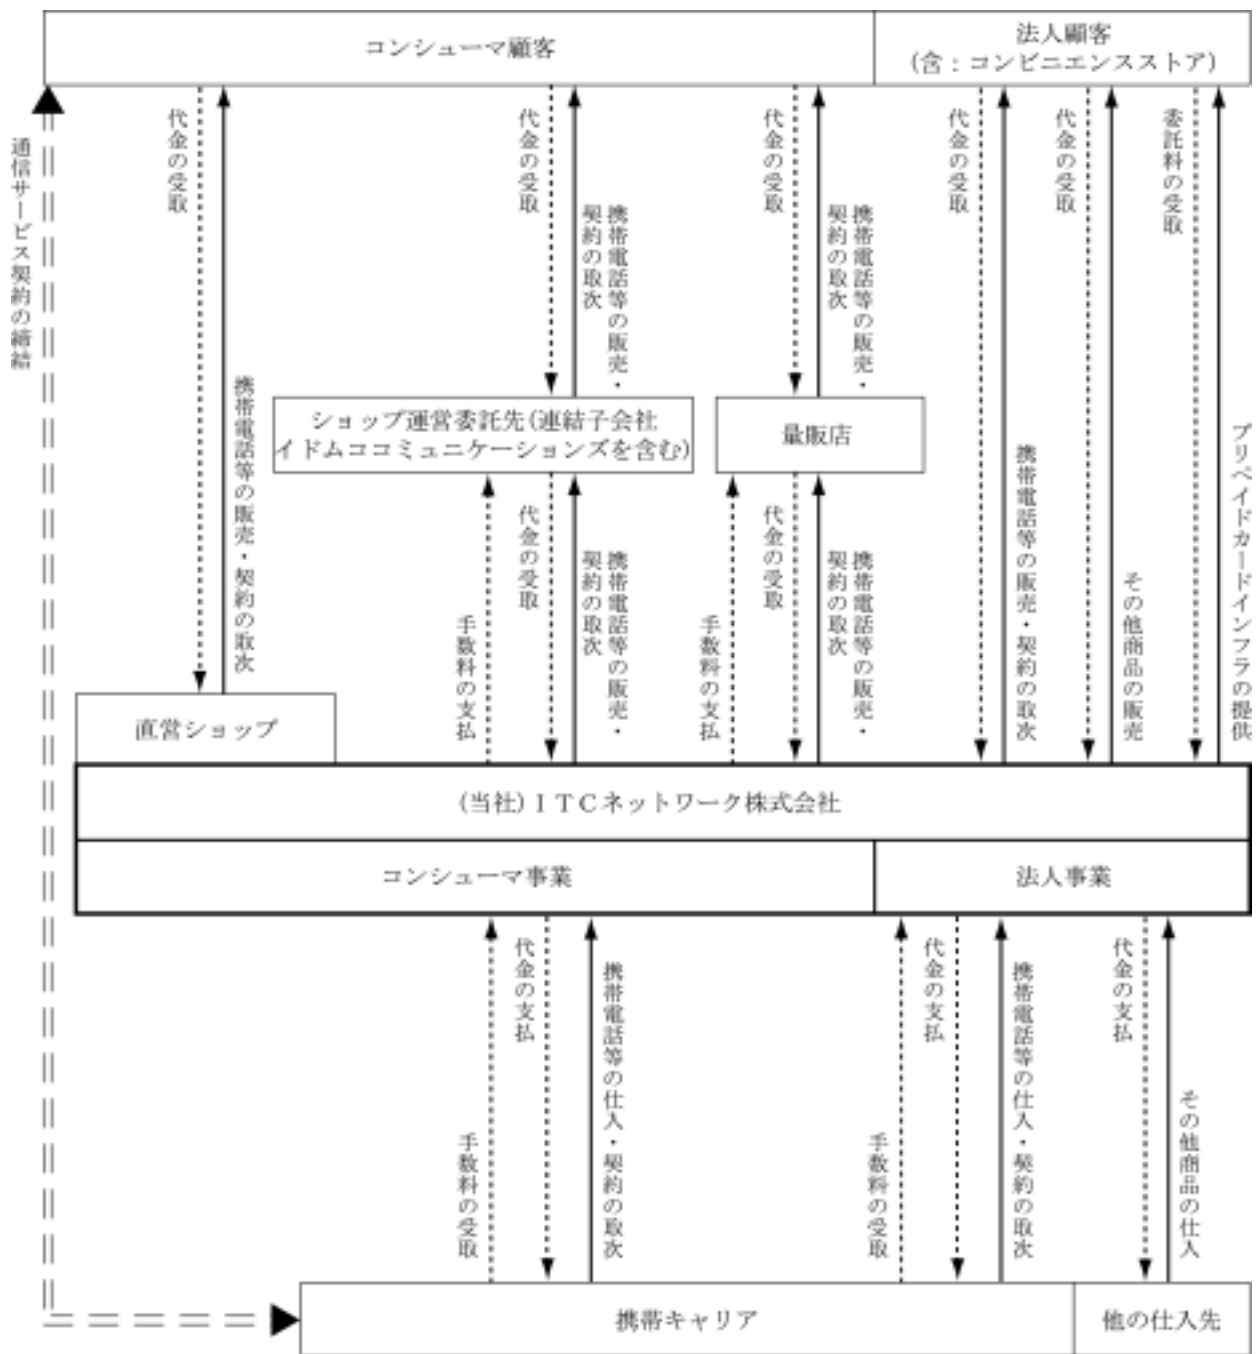 コンシューマ顧客
法人顧客
(含：コンビニエンスストア)
通信サービス契約の締結
代金の受取
携帯電話等の販売・契約の取次
代金の受取
携帯電話等の販売・
契約の取次
代金の受取
携帯電話等の販売・
契約の取次
代金の受取
携帯電話等の販売・契約の取次
代金の受取
その他商品の販売
委託料の受取
プリペイドカードインフラの提供
ショップ運営委託先(連結子会社
イドムココミュニケーションズを含む)
量販店
手数料の支払
代金の受取
携帯電話等の販売・
契約の取次
手数料の支払
代金の受取
携帯電話等の販売・
契約の取次
直営ショップ
(当社)ＩＴＣネットワーク株式会社
コンシューマ事業
法人事業
手数料の受取
代金の支払
携帯電話等の仕入・契約の取次
手数料の受取
代金の支払
携帯電話等の仕入・契約の取次
代金の支払
その他商品の仕入
携帯キャリア
他の仕入先